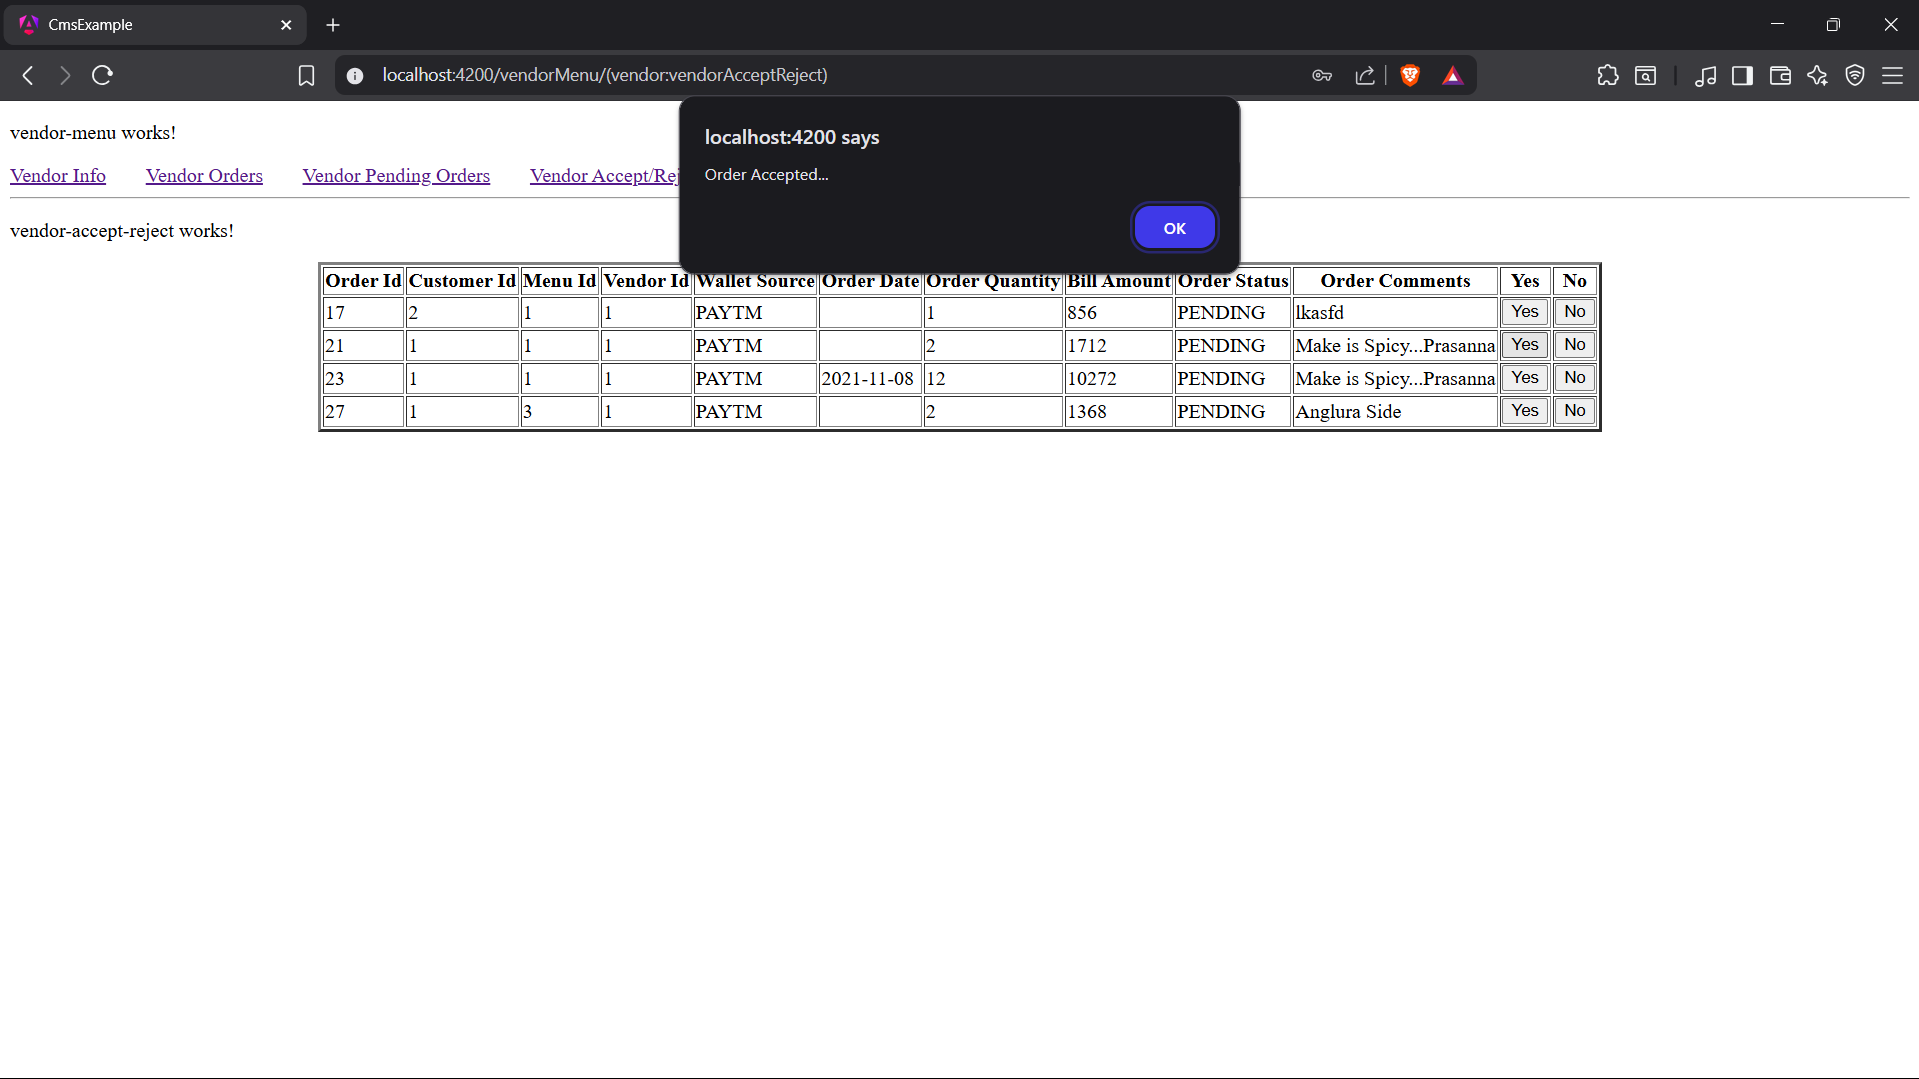 CmsExample
localhost:4200/vendorMenu/(vendor:vendorAcceptReject)
localhost:4200 says
Order Accepted...
OK
vendor-menu works!
Vendor Info Vendor Orders Vendor Pending Orders Vendor Accept/Rej
vendor-accept-reject works!
Order Id Customer Id Menu Id Vendor Id Wallet Source Order Date Order Quantity Bill Amount Order Status Order Comments Yes No
17 2 1 1 PAYTM 1 856 PENDING lkasfd Yes No
21 1 1 1 PAYTM 2 1712 PENDING Make is Spicy...Prasanna Yes No
23 1 1 1 PAYTM 2021-11-08 12 10272 PENDING Make is Spicy...Prasanna Yes No
27 1 3 1 PAYTM 2 1368 PENDING Anglura Side Yes No